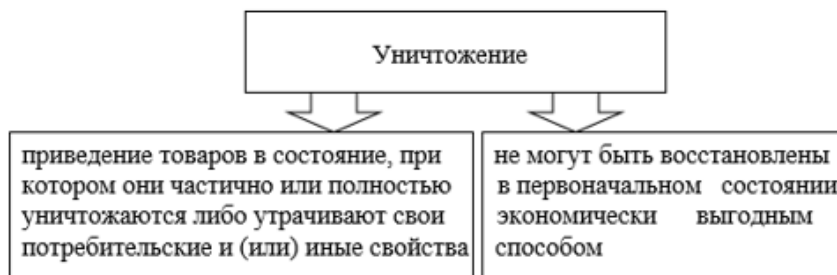 Уничтожение
приведение товаров в состояние, при
котором они частично или полностью
уничтожаются либо утрачивают свои
потребительские и (или) иные свойства
не могут быть восстановлены
в первоначальном состоянии
экономически выгодным
способом